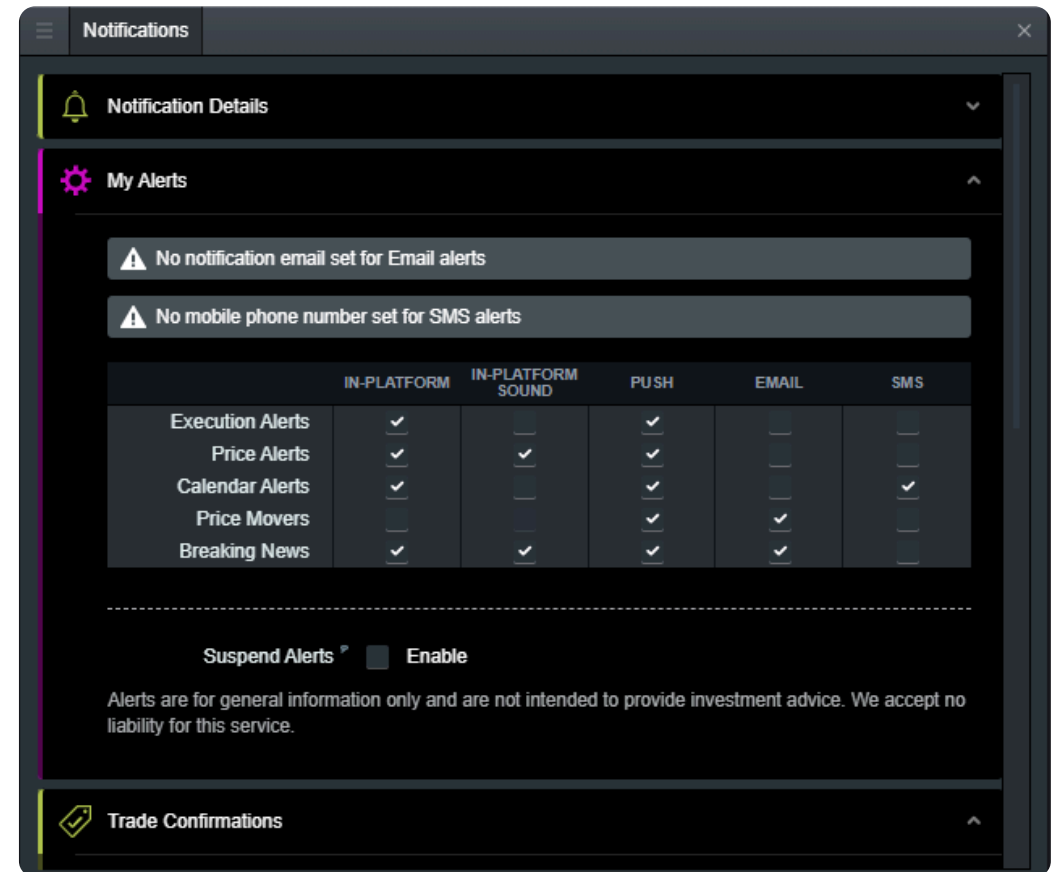 Notifications
Notification Details
My Alerts
No notification email set for Email alerts
No mobile phone number set for SMS alerts
IN-PLATFORM IN-PLATFORM SOUND PUSH EMAIL SMS
Execution Alerts
Price Alerts
Calendar Alerts
Price Movers
Breaking News
Suspend Alerts Enable
Alerts are for general information only and are not intended to provide investment advice. We accept no
liability for this service.
Trade Confirmations